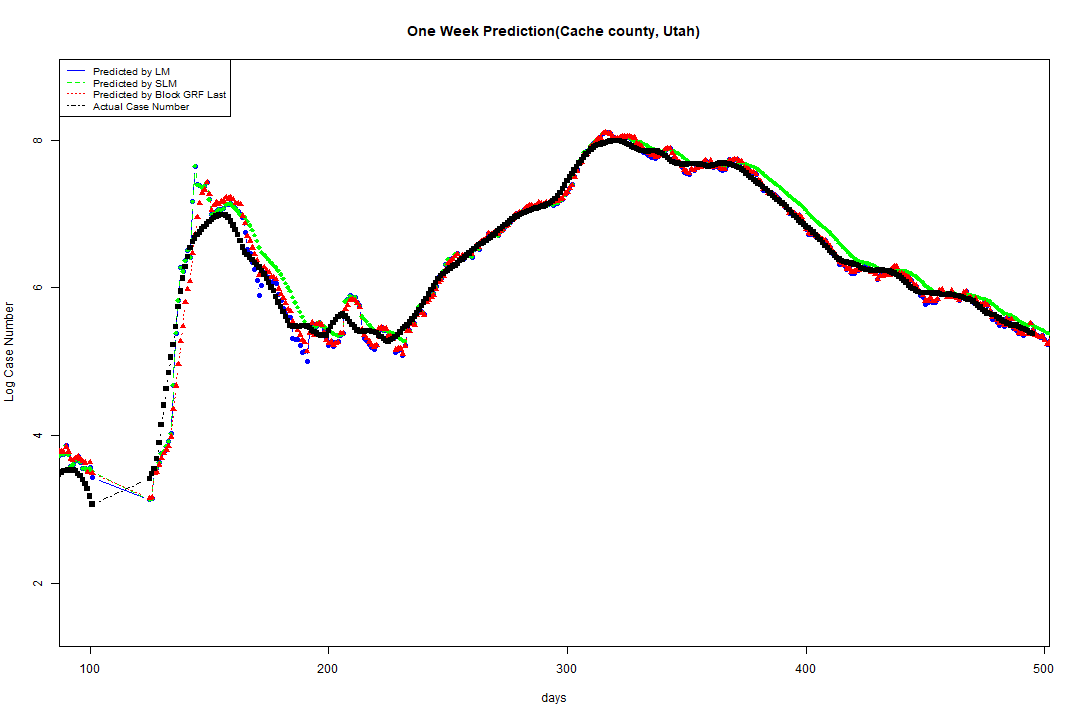 One Week Prediction(Cache county, Utah)
Predicted by LM
Predicted by SLM
Predicted by Block GRF Last
Actual Case Number
8
6
4
2
Log Case Number
100
200
300
400
500
days